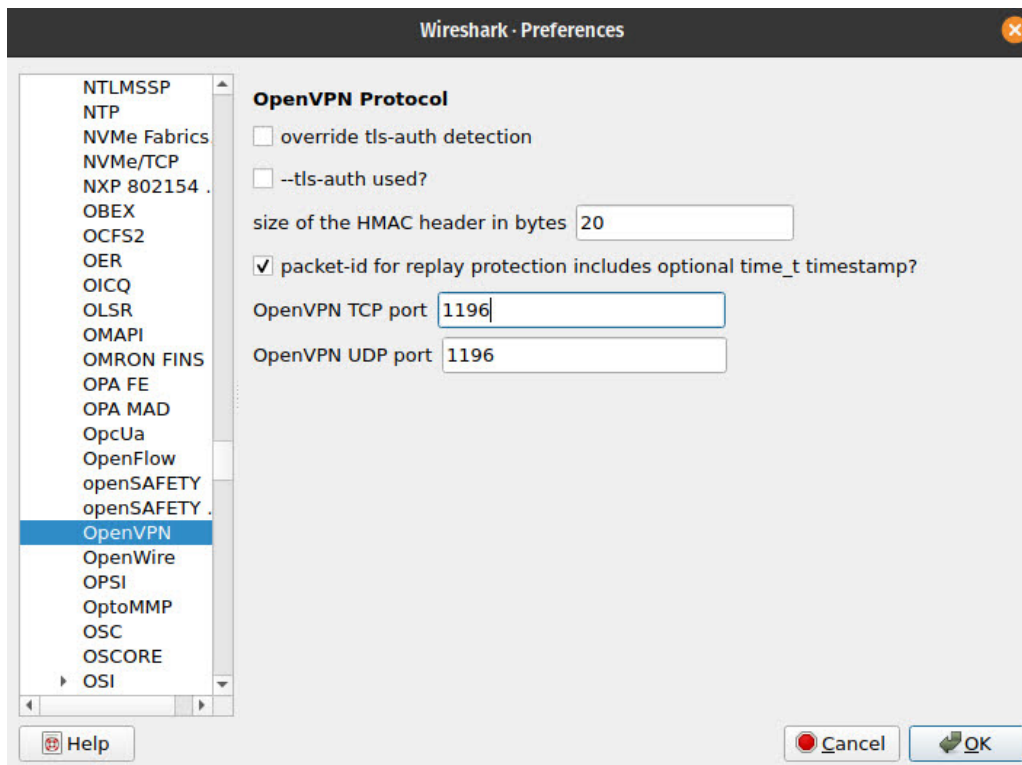 Wireshark · Preferences
NTLMSSP
NTP
NVMe Fabrics
NVMe/TCP
NXP 802154 .
OBEX
OCFS2
OER
OICQ
OLSR
OMAPI
OMRON FINS
OPA FE
OPA MAD
OpcUa
OpenFlow
openSAFETY
openSAFETY .
OpenVPN
OpenWire
OPSI
OptoMMP
OSC
OSCORE
OSI
OpenVPN Protocol
override tls-auth detection
--tls-auth used?
size of the HMAC header in bytes 20
packet-id for replay protection includes optional time_t timestamp?
OpenVPN TCP port 1196
OpenVPN UDP port 1196
Help
Cancel
OK